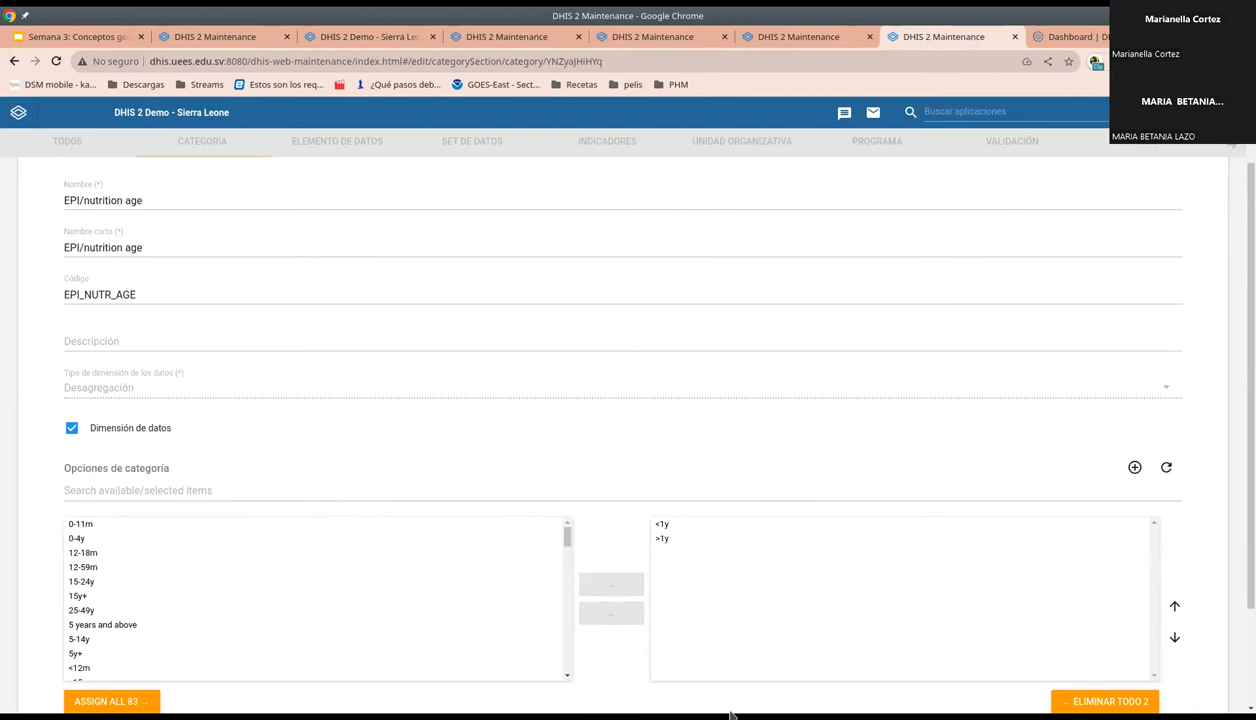 DHIS 2 Maintenance - Google Chrome
Marianella Cortez
Semana 3: Conceptos ge
DHIS 2 Maintenance
DHIS 2 Demo - Sierra Leo
DHIS 2 Maintenance
DHIS 2 Maintenance
DHIS 2 Maintenance
DHIS 2 Maintenance
Dashboard | D
Marianella Cortez
No seguro
dhis.uees.edu.sv:8080/dhis-web-maintenance/index.html#/edit/categorySection/category/YNZyaJHiHYq
DSM mobile - ka...
Descargas
Streams
Estos son los req...
¿Qué pasos deb...
GOES-East - Sect...
Recetas
pelis
PHM
MARIA BETANIA...
DHIS 2 Demo - Sierra Leone
Buscar aplicaciones
MARIA BETANIA LAZO
TODOS
CATEGORÍA
ELEMENTO DE DATOS
SET DE DATOS
INDICADORES
UNIDAD ORGANIZATIVA
PROGRAMA
VALIDACIÓN
Nombre (*)
EPI/nutrition age
Nombre corto (*)
EPI/nutrition age
Código
EPI_NUTR_AGE
Descripción
Tipo de dimensión de los datos (*)
Desagregación
Dimensión de datos
Opciones de categoría
Search available/selected items
0-11m
0-4y
12-18m
12-59m
15-24y
15y+
25-49y
5 years and above
5-14y
5y+
<12m
<1y
>1y
ASSIGN ALL 83 →
← ELIMINAR TODO 2